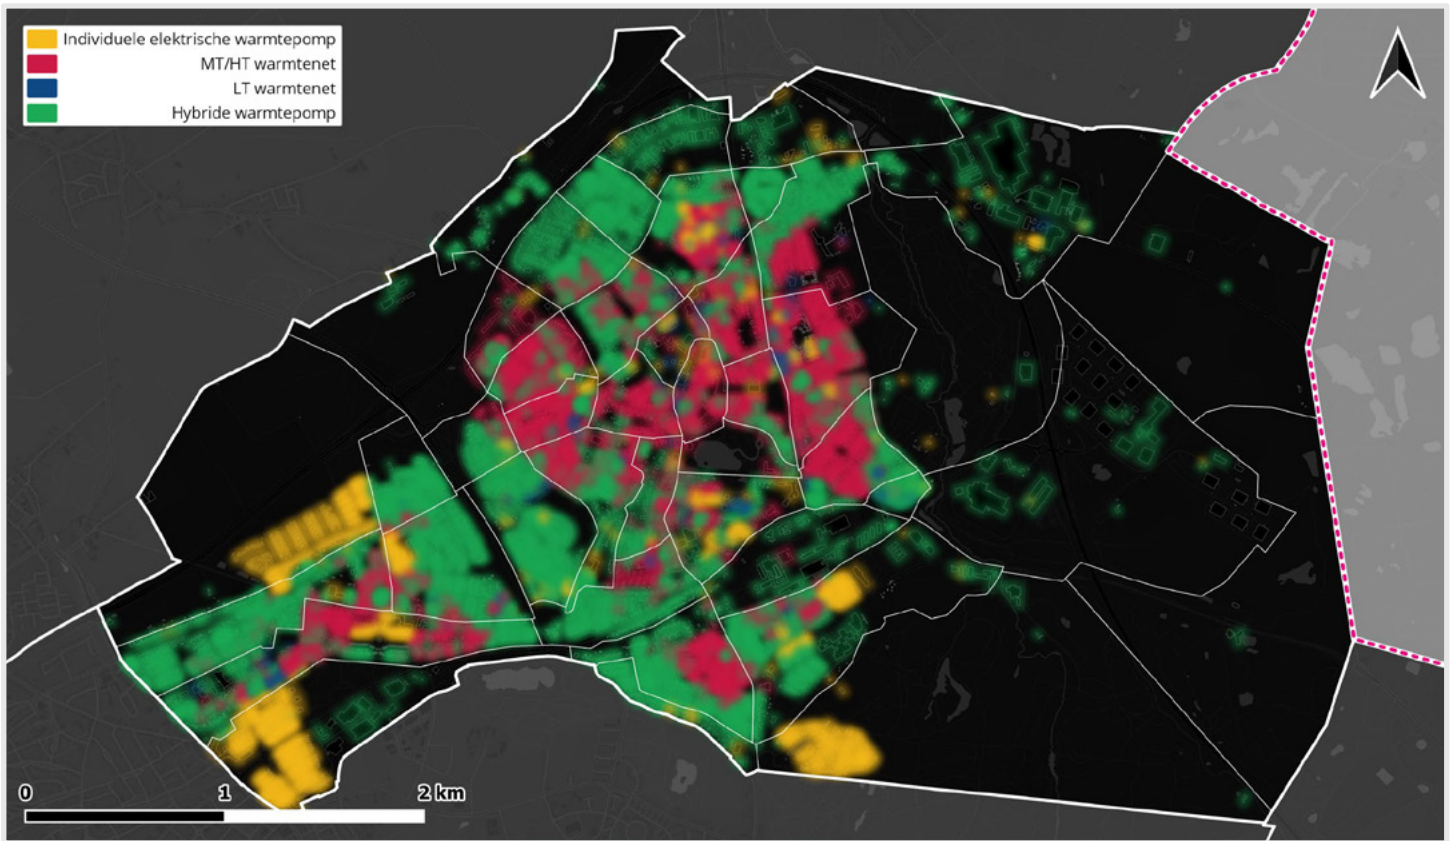 Individuele elektrische warmtepomp
MT/HT warmtenet
LT warmtenet
Hybride warmtepomp
0 1 2 km